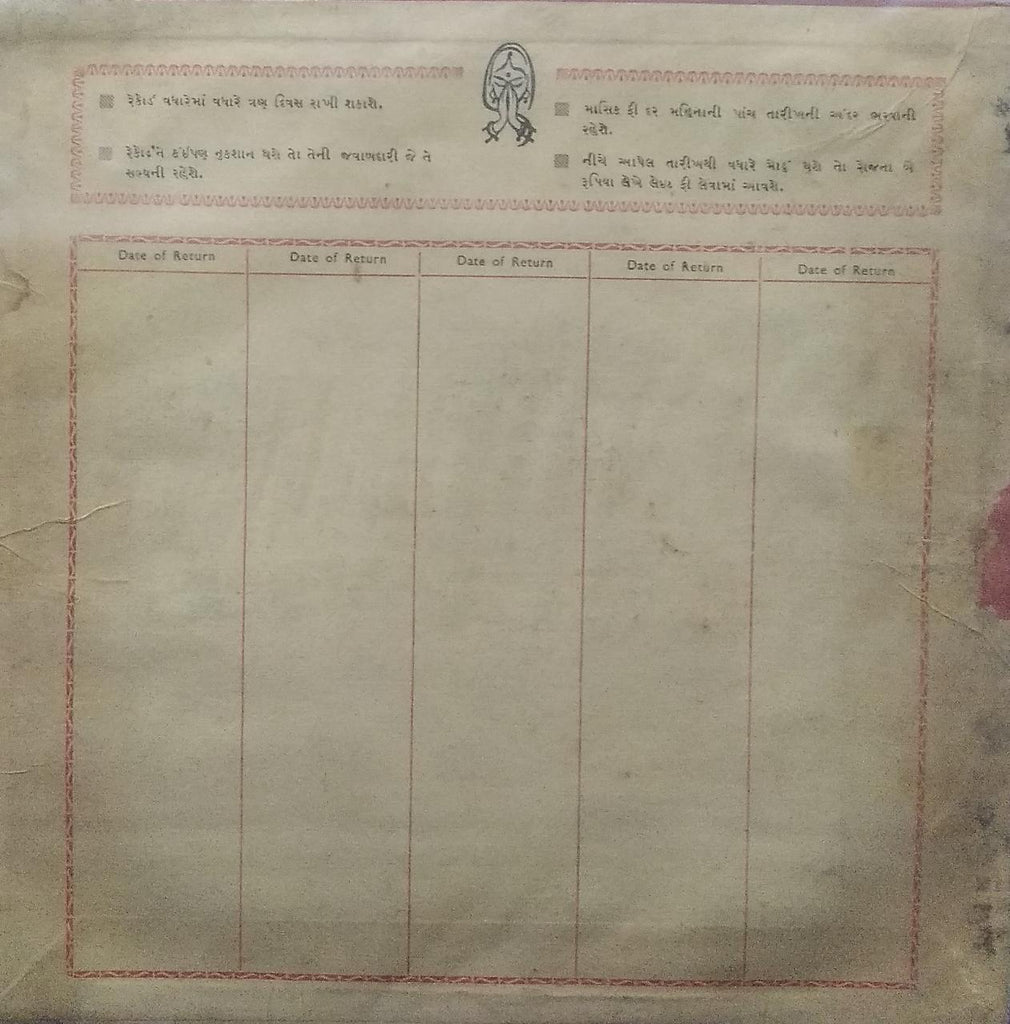 રેકોર્ડ વધારેમાં વધારે ત્રણ દિવસ રાખી શકાશે.
રેકોર્ડને કંઈપણ નુકશાન થશે તો તેની જવાબદારી જે તે
સભ્યની રહેશે.
માસિક ફી દર મહિનાની પાંચ તારીખની અંદર ભરવાની
રહેશે.
નીચે આપેલ તારીખથી વધારે મોડું થશે તો રોજના બે
રૂપિયા લેખે લેઇટ ફી લેવામાં આવશે.
Date of Return Date of Return Date of Return Date of Return Date of Return